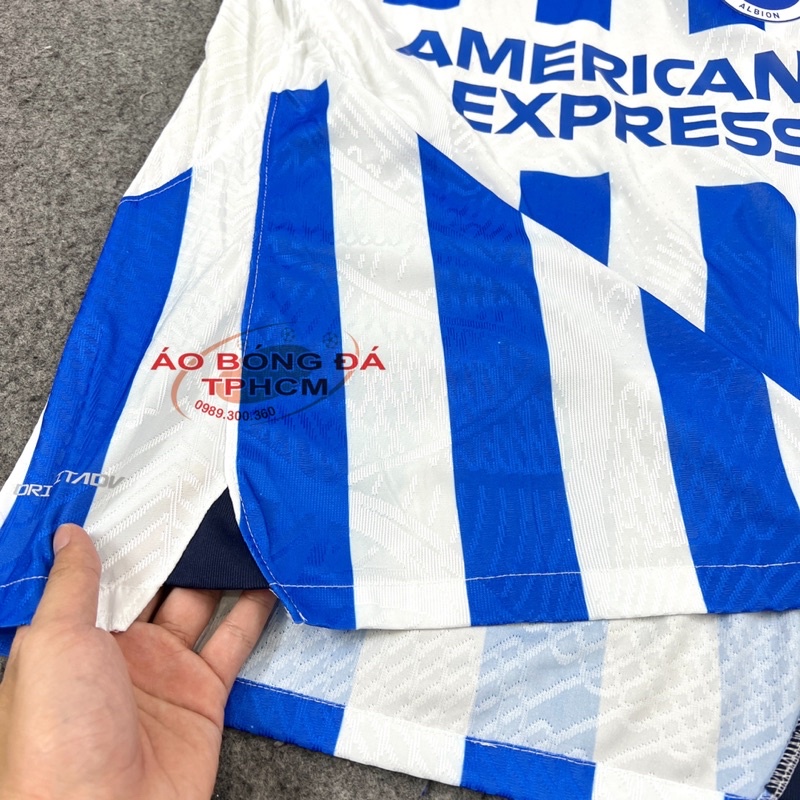 ALBION
AMERICAN
EXPRESS
ÁO BÓNG ĐÁ
TPHCM
0989.300.360